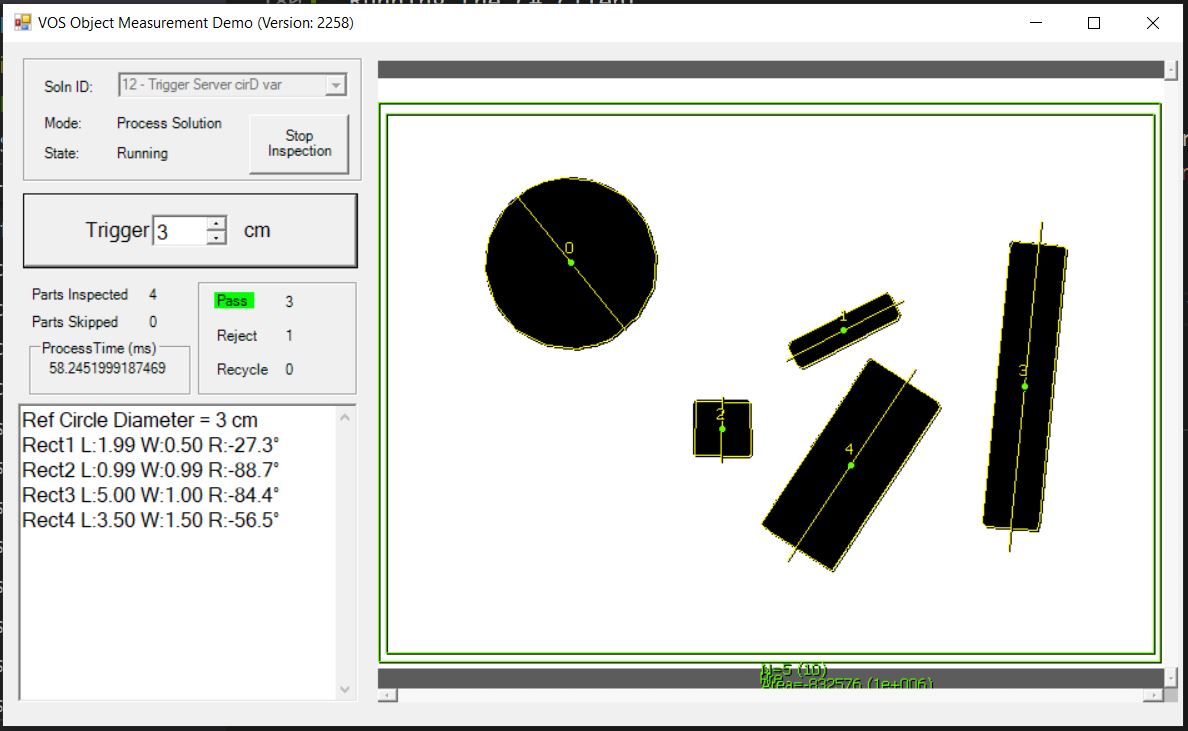 VOS Object Measurement Demo (Version: 2258)
Soln ID: 12 - Trigger Server cirD var
Mode: Process Solution
State: Running
Stop
Inspection
Trigger 3 cm
Parts Inspected 4
Parts Skipped 0
ProcessTime (ms)
58.2451999187469
Pass 3
Reject 1
Recycle 0
Ref Circle Diameter = 3 cm
Rect1 L:1.99 W:0.50 R:-27.3°
Rect2 L:0.99 W:0.99 R:-88.7°
Rect3 L:5.00 W:1.00 R:-84.4°
Rect4 L:3.50 W:1.50 R:-56.5°
0
1
2
3
4
N=5 (10)
Area=-832576 (1e+006)